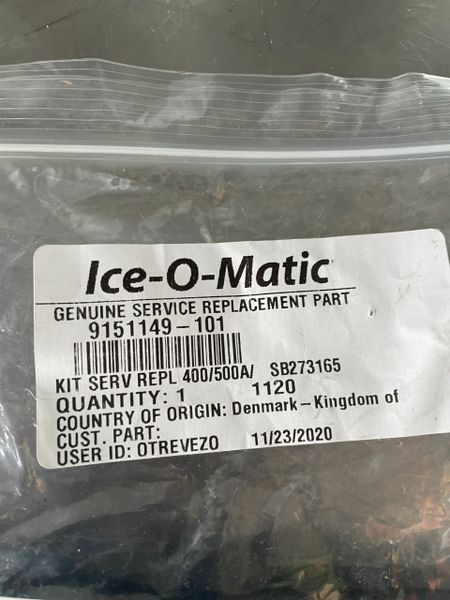 Ice-O-Matic
GENUINE SERVICE REPLACEMENT PART
9151149-101
KIT SERV REPL 400/500A/ SB273165
QUANTITY: 1 1120
COUNTRY OF ORIGIN: Denmark-Kingdom of
CUST. PART:
USER ID: OTREVEZO 11/23/2020